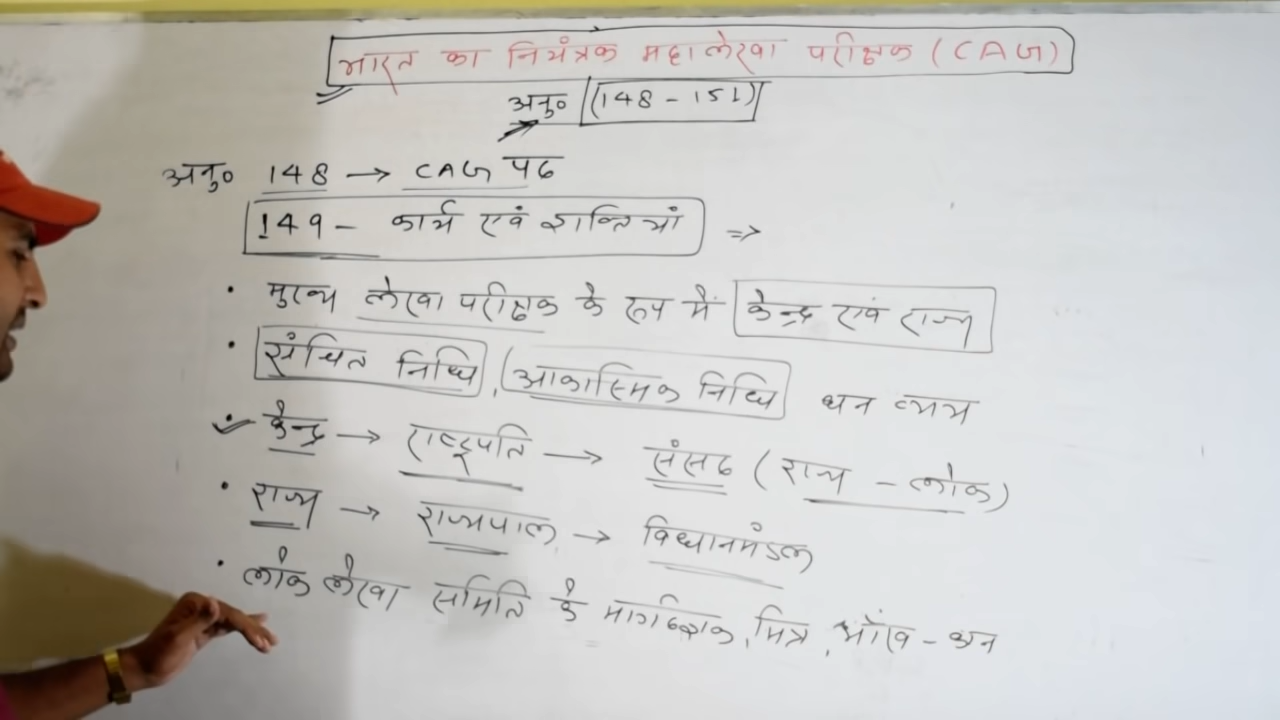 भारत का नियंत्रक महालेखा परीक्षक (CAG)
अनु० (148-151)
अनु० 148 → CAG पद
149 - कार्य एवं शक्तियां ⇒
• मुख्य लेखा परीक्षक के रूप में केन्द्र एवं राज्य
• संचित निधि, आकास्मिक निधि धन व्यय
• केन्द्र → राष्ट्रपति → संसद (राज्य - लोक)
• राज्य → राज्यपाल → विधानमंडल
• लोक लेखा समिति के मार्गदर्शक, मित्र, आँख -